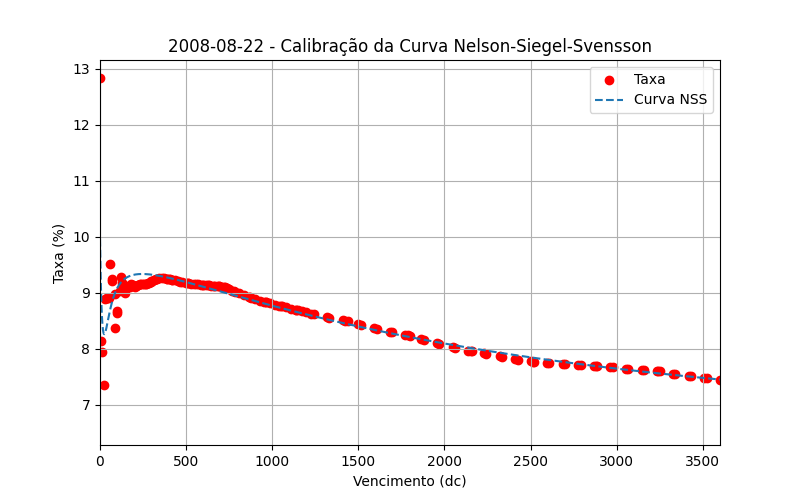 2008-08-22 - Calibração da Curva Nelson-Siegel-Svensson
Taxa
Curva NSS
Taxa (%)
13
12
11
10
9
8
7
0 500 1000 1500 2000 2500 3000 3500
Vencimento (dc)